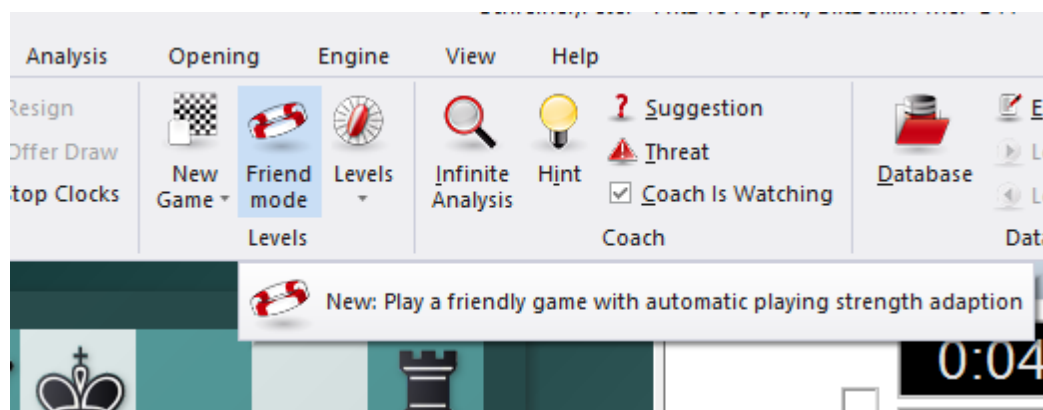 Analysis Opening Engine View Help
Resign
Offer Draw
Stop Clocks
New Game
Friend mode
Levels
Levels
Infinite Analysis
Hint
Suggestion
Threat
Coach Is Watching
Coach
Database
New: Play a friendly game with automatic playing strength adaption
0:04